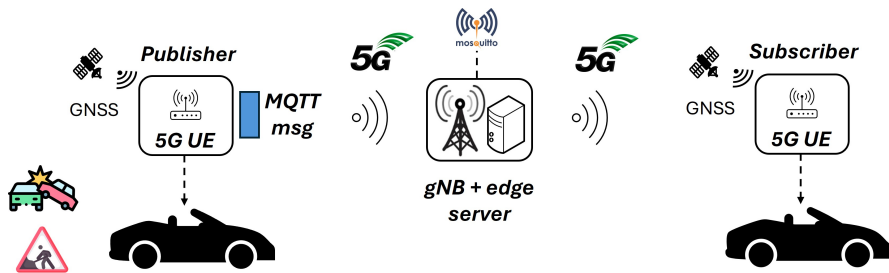 Publisher
GNSS
5G UE
MQTT
msg
5G
mosquitto
gNB + edge
server
5G
Subscriber
GNSS
5G UE